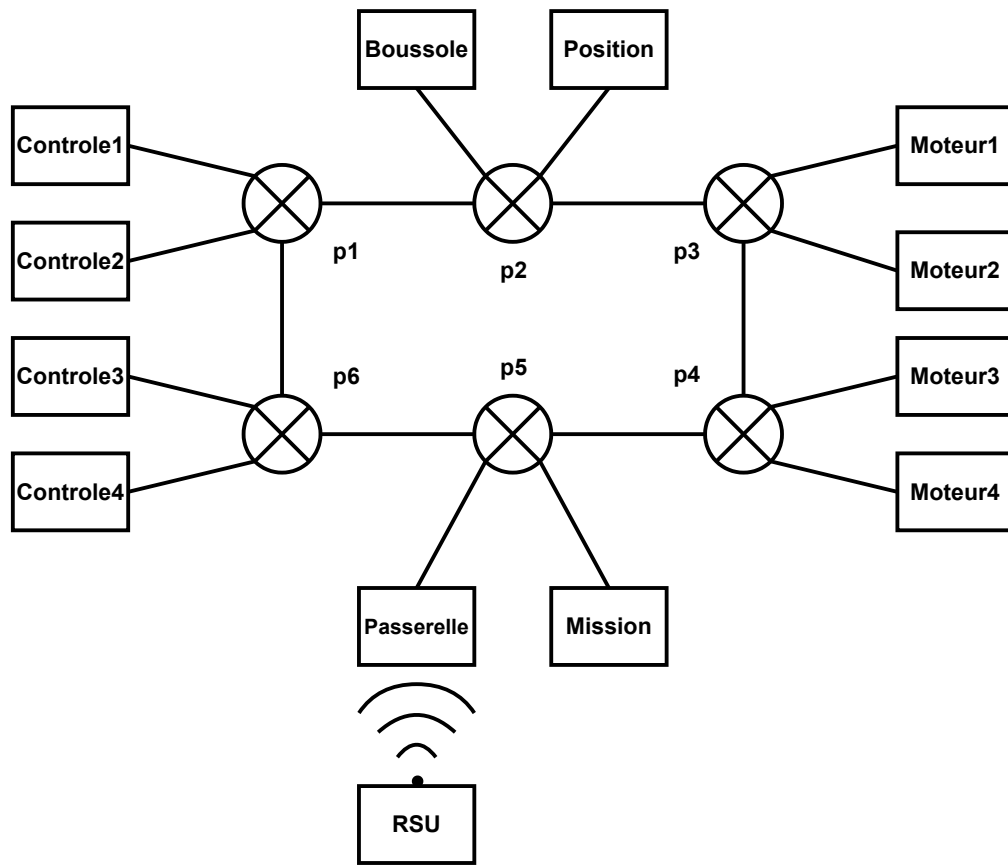 Boussole
Position
Controle1
Moteur1
Controle2
p1
p2
p3
Moteur2
Controle3
p6
p5
p4
Moteur3
Controle4
Moteur4
Passerelle
Mission
RSU